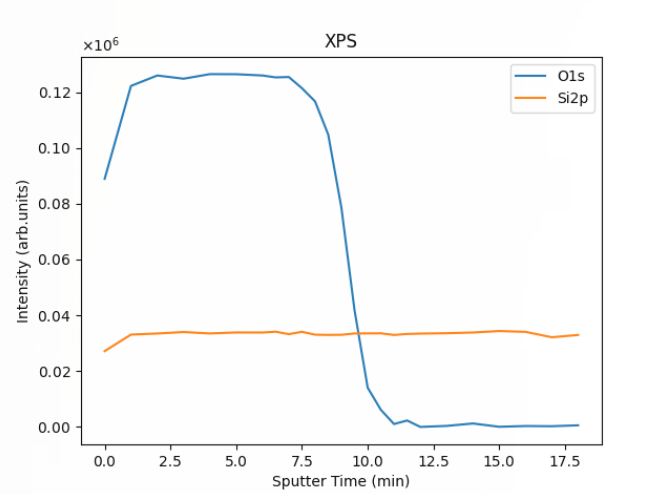 XPS
×10⁶
O1s
Si2p
Intensity (arb.units)
0.12
0.10
0.08
0.06
0.04
0.02
0.00
0.0 2.5 5.0 7.5 10.0 12.5 15.0 17.5
Sputter Time (min)